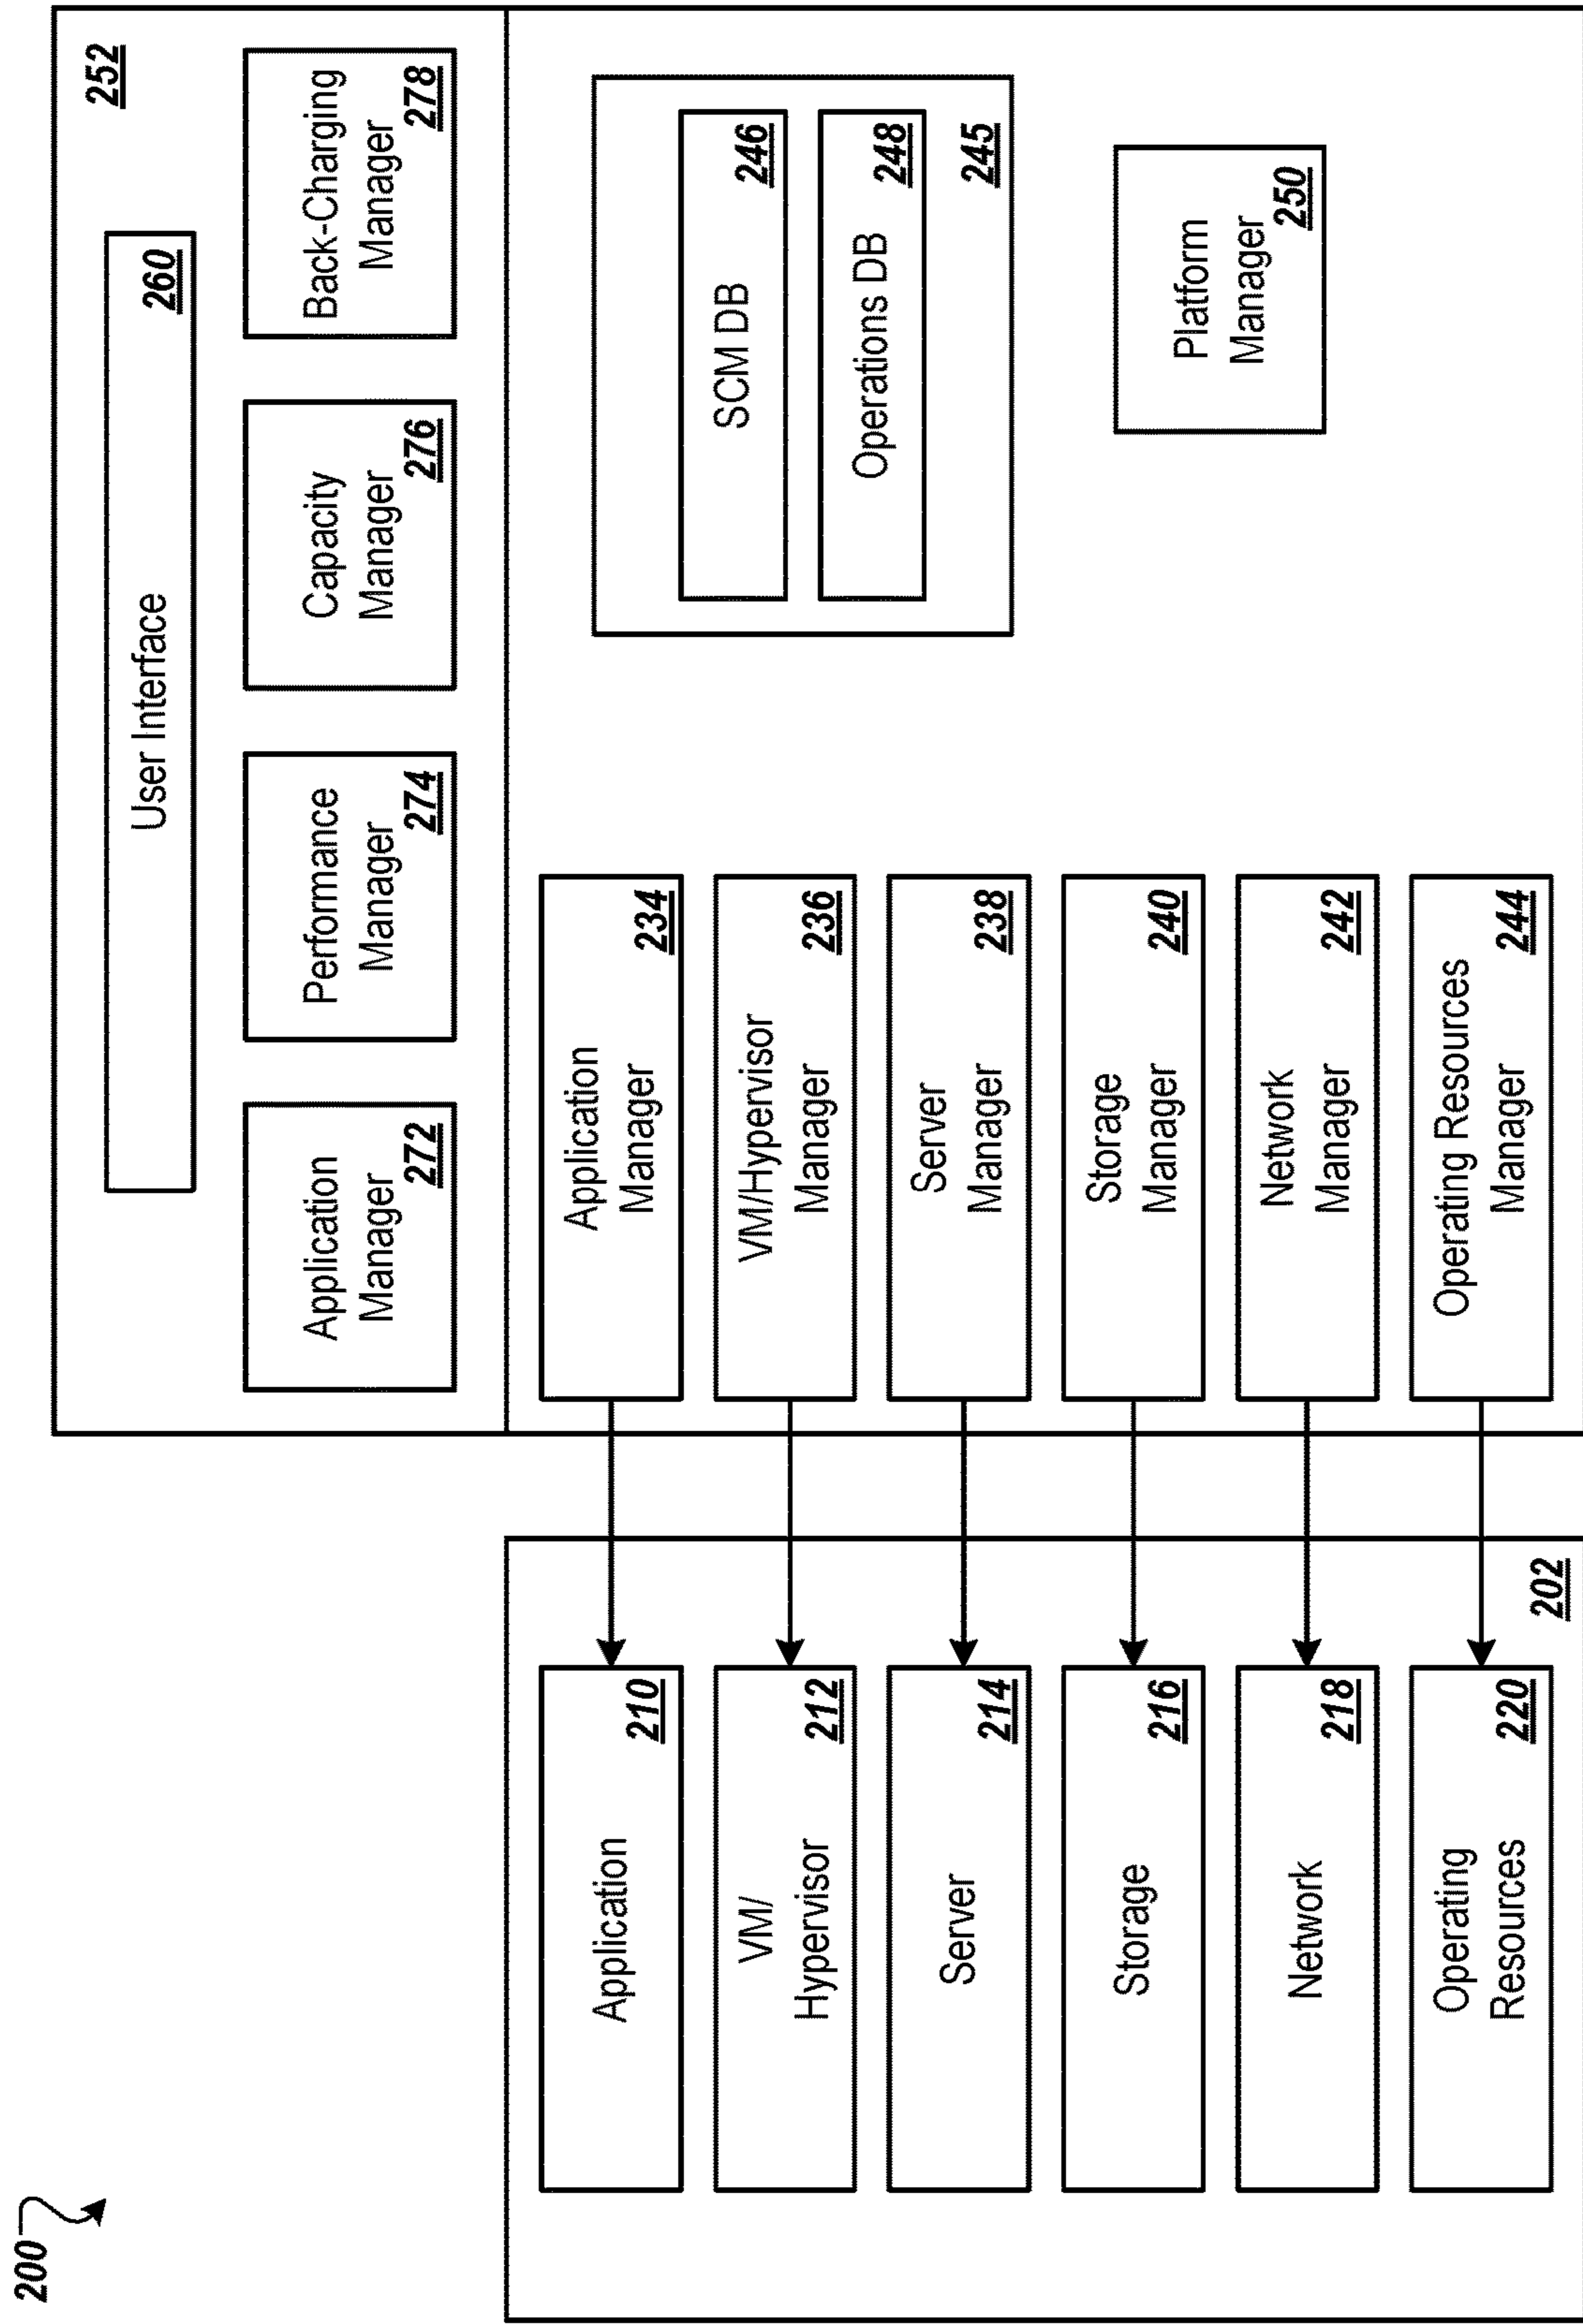 200
252
User Interface
260
Application
Manager
272
Performance
Manager
274
Capacity
Manager
276
Back-Charging
Manager
278
Application
210
VM/
Hypervisor
212
Server
214
Storage
216
Network
218
Operating
Resources
220
202
Application
Manager
234
VM/Hypervisor
Manager
236
Server
Manager
238
Storage
Manager
240
Network
Manager
242
Operating Resources
Manager
244
SCM DB
246
Operations DB
248
245
Platform
Manager
250